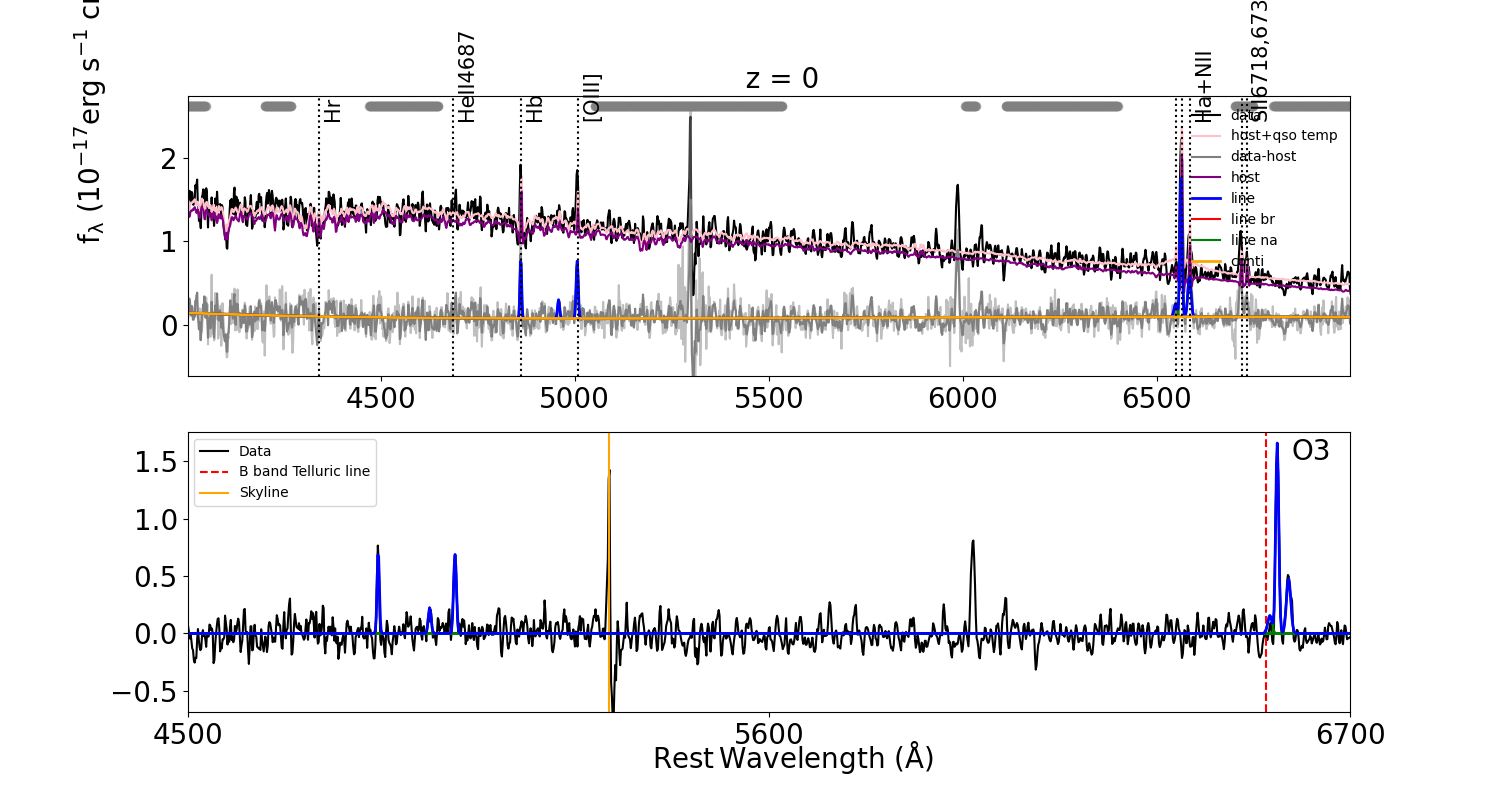 f_λ (10^−17 erg s^−1 c
Hr
HeII4687
Hb
[OIII]
z = 0
Ha+NII
SII6718,673
data
host+qso temp
data-host
host
line
line br
line na
conti
2
1
0
4500 5000 5500 6000 6500
Data
B band Telluric line
Skyline
O3
1.5
1.0
0.5
0.0
−0.5
4500 5600 6700
Rest Wavelength (Å)